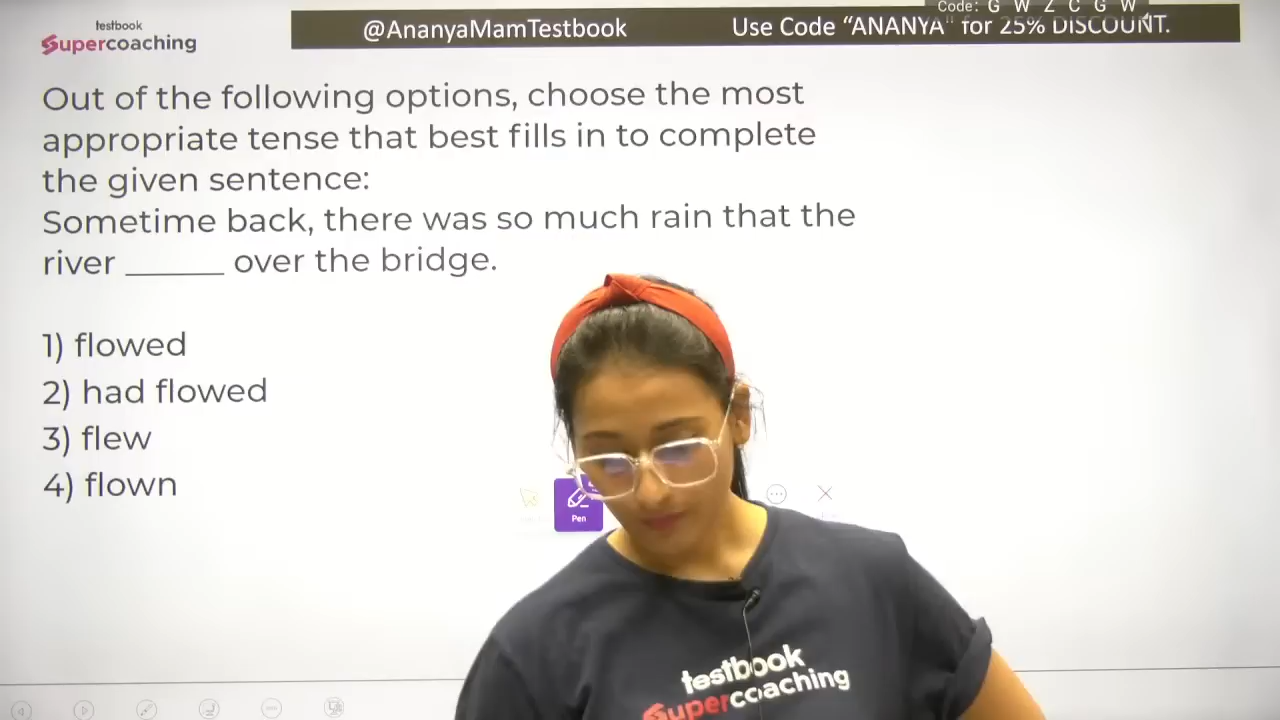 testbook
Supercoaching
@AnanyaMamTestbook
Code: G W Z C G W
Use Code “ANANYA" for 25% DISCOUNT.
Out of the following options, choose the most
appropriate tense that best fills in to complete
the given sentence:
Sometime back, there was so much rain that the
river ______ over the bridge.
1) flowed
2) had flowed
3) flew
4) flown
Pen
testbook
Supercoaching